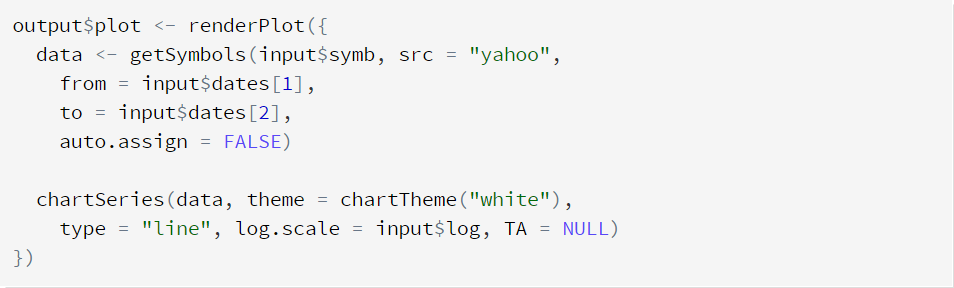 output$plot <- renderPlot({
  data <- getSymbols(input$symb, src = "yahoo",
    from = input$dates[1],
    to = input$dates[2],
    auto.assign = FALSE)

  chartSeries(data, theme = chartTheme("white"),
    type = "line", log.scale = input$log, TA = NULL)
})